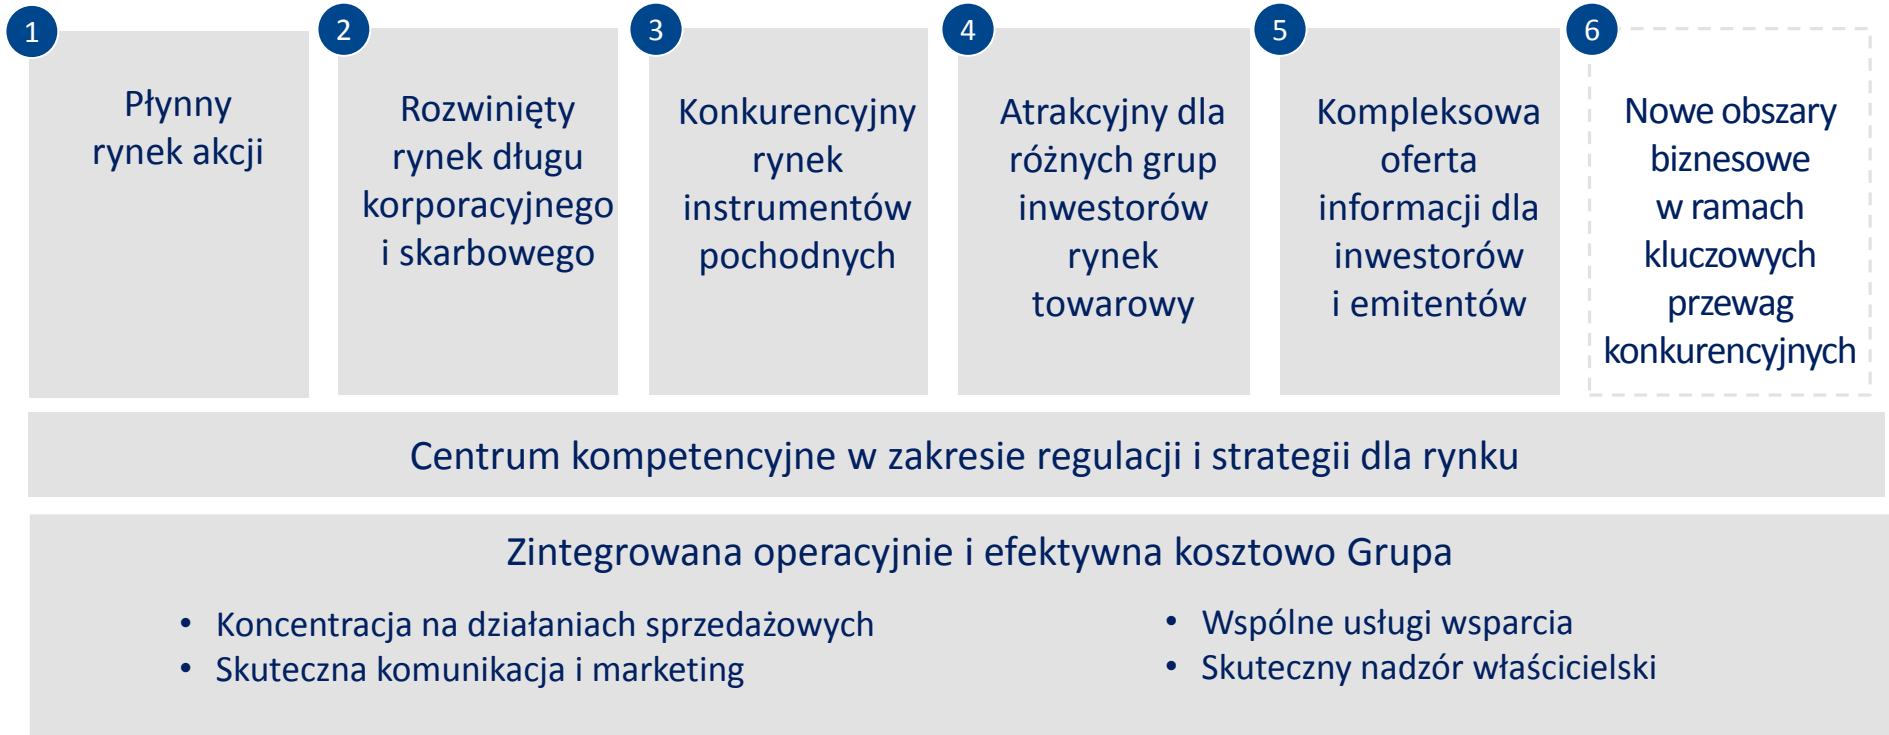 1
Płynny
rynek akcji
2
Rozwinięty
rynek długu
korporacyjnego
i skarbowego
3
Konkurencyjny
rynek
instrumentów
pochodnych
4
Atrakcyjny dla
różnych grup
inwestorów
rynek
towarowy
5
Kompleksowa
oferta
informacji dla
inwestorów
i emitentów
6
Nowe obszary
biznesowe
w ramach
kluczowych
przewag
konkurencyjnych
Centrum kompetencyjne w zakresie regulacji i strategii dla rynku
Zintegrowana operacyjnie i efektywna kosztowo Grupa
• Koncentracja na działaniach sprzedażowych
• Skuteczna komunikacja i marketing
• Wspólne usługi wsparcia
• Skuteczny nadzór właścicielski